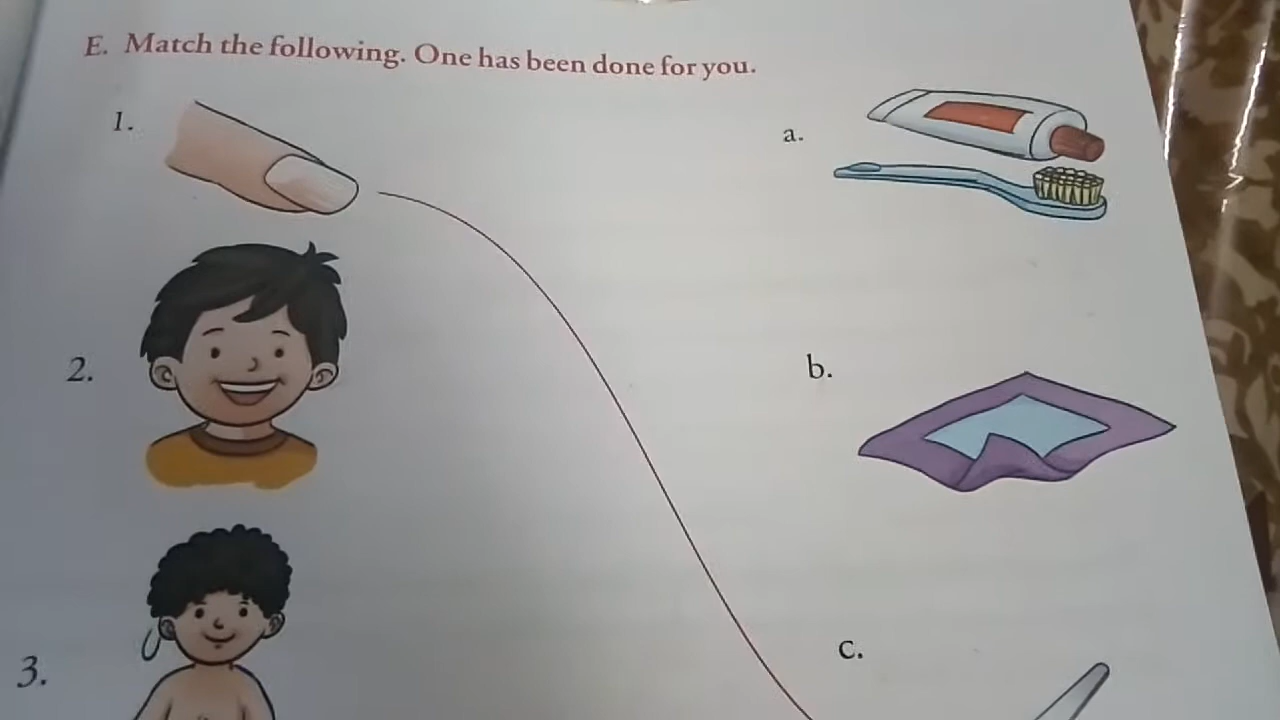 E. Match the following. One has been done for you.
1.
a.
2.
b.
3.
c.